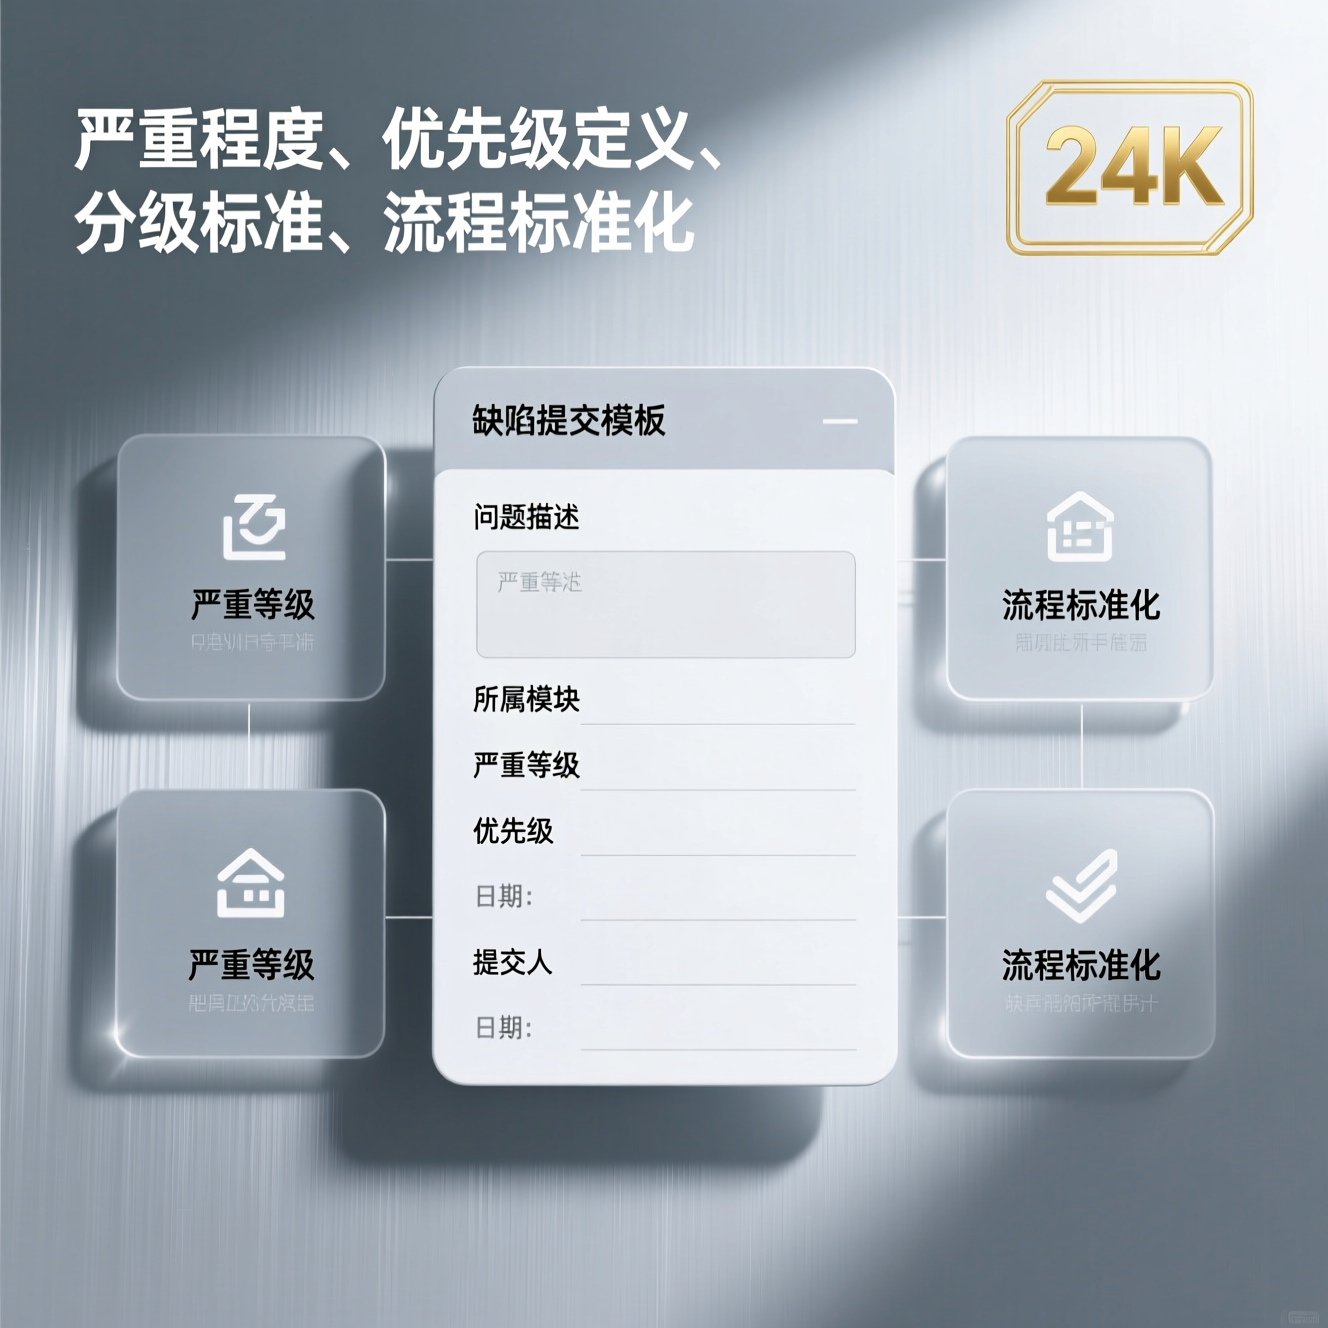 严重程度、优先级定义、
分级标准、流程标准化
24K
缺陷提交模板
问题描述
严重等
所属模块
严重等级
优先级
日期:
提交人
日期:
严重等级
严重等级
流程标准化
流程标准化